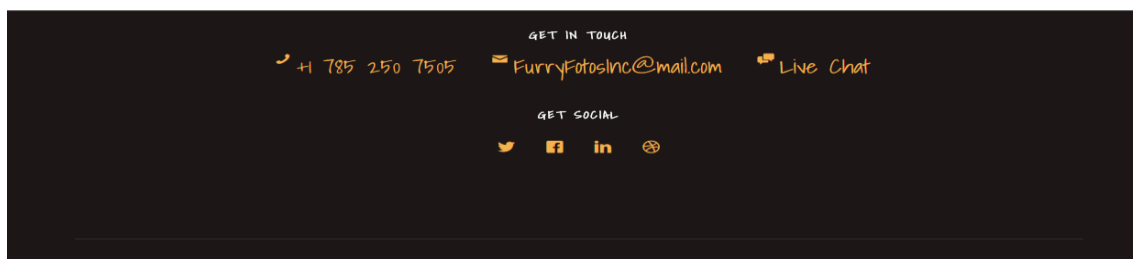 GET IN TOUCH
+1 785 250 7505 FurryFotosInc@mail.com Live Chat
GET SOCIAL